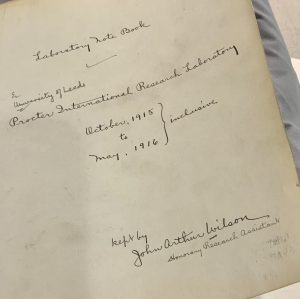 Laboratory Note Book
University of Leeds
Procter International Research Laboratory
October, 1915
to
May, 1916
inclusive
kept by
John Arthur Wilson
Honorary Research Assistant